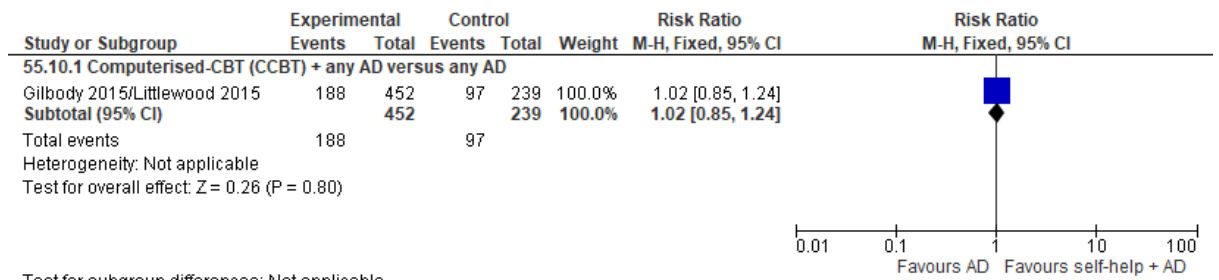 Experimental Control Risk Ratio Risk Ratio
Study or Subgroup Events Total Events Total Weight M-H, Fixed, 95% CI M-H, Fixed, 95% CI
55.10.1 Computerised-CBT (CCBT) + any AD versus any AD
Gilbody 2015/Littlewood 2015 188 452 97 239 100.0% 1.02 [0.85, 1.24]
Subtotal (95% CI) 452 239 100.0% 1.02 [0.85, 1.24]
Total events 188 97
Heterogeneity: Not applicable
Test for overall effect: Z = 0.26 (P = 0.80)
0.01 0.1 1 10 100
Favours AD Favours self-help + AD
Test for subgroup differences: Not applicable